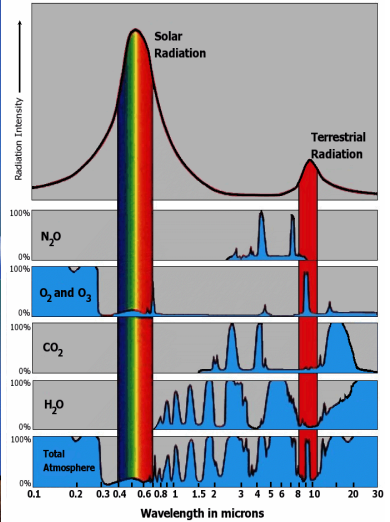 Solar
Radiation
Radiation Intensity
Terrestrial
Radiation
100%
N2O
0%
100%
O2 and O3
0%
100%
CO2
0%
100%
H2O
0%
100%
Total
Atmosphere
0%
0.1 0.2 0.3 0.4 0.6 0.8 1 1.5 2 3 4 5 6 8 10 20 30
Wavelength in microns